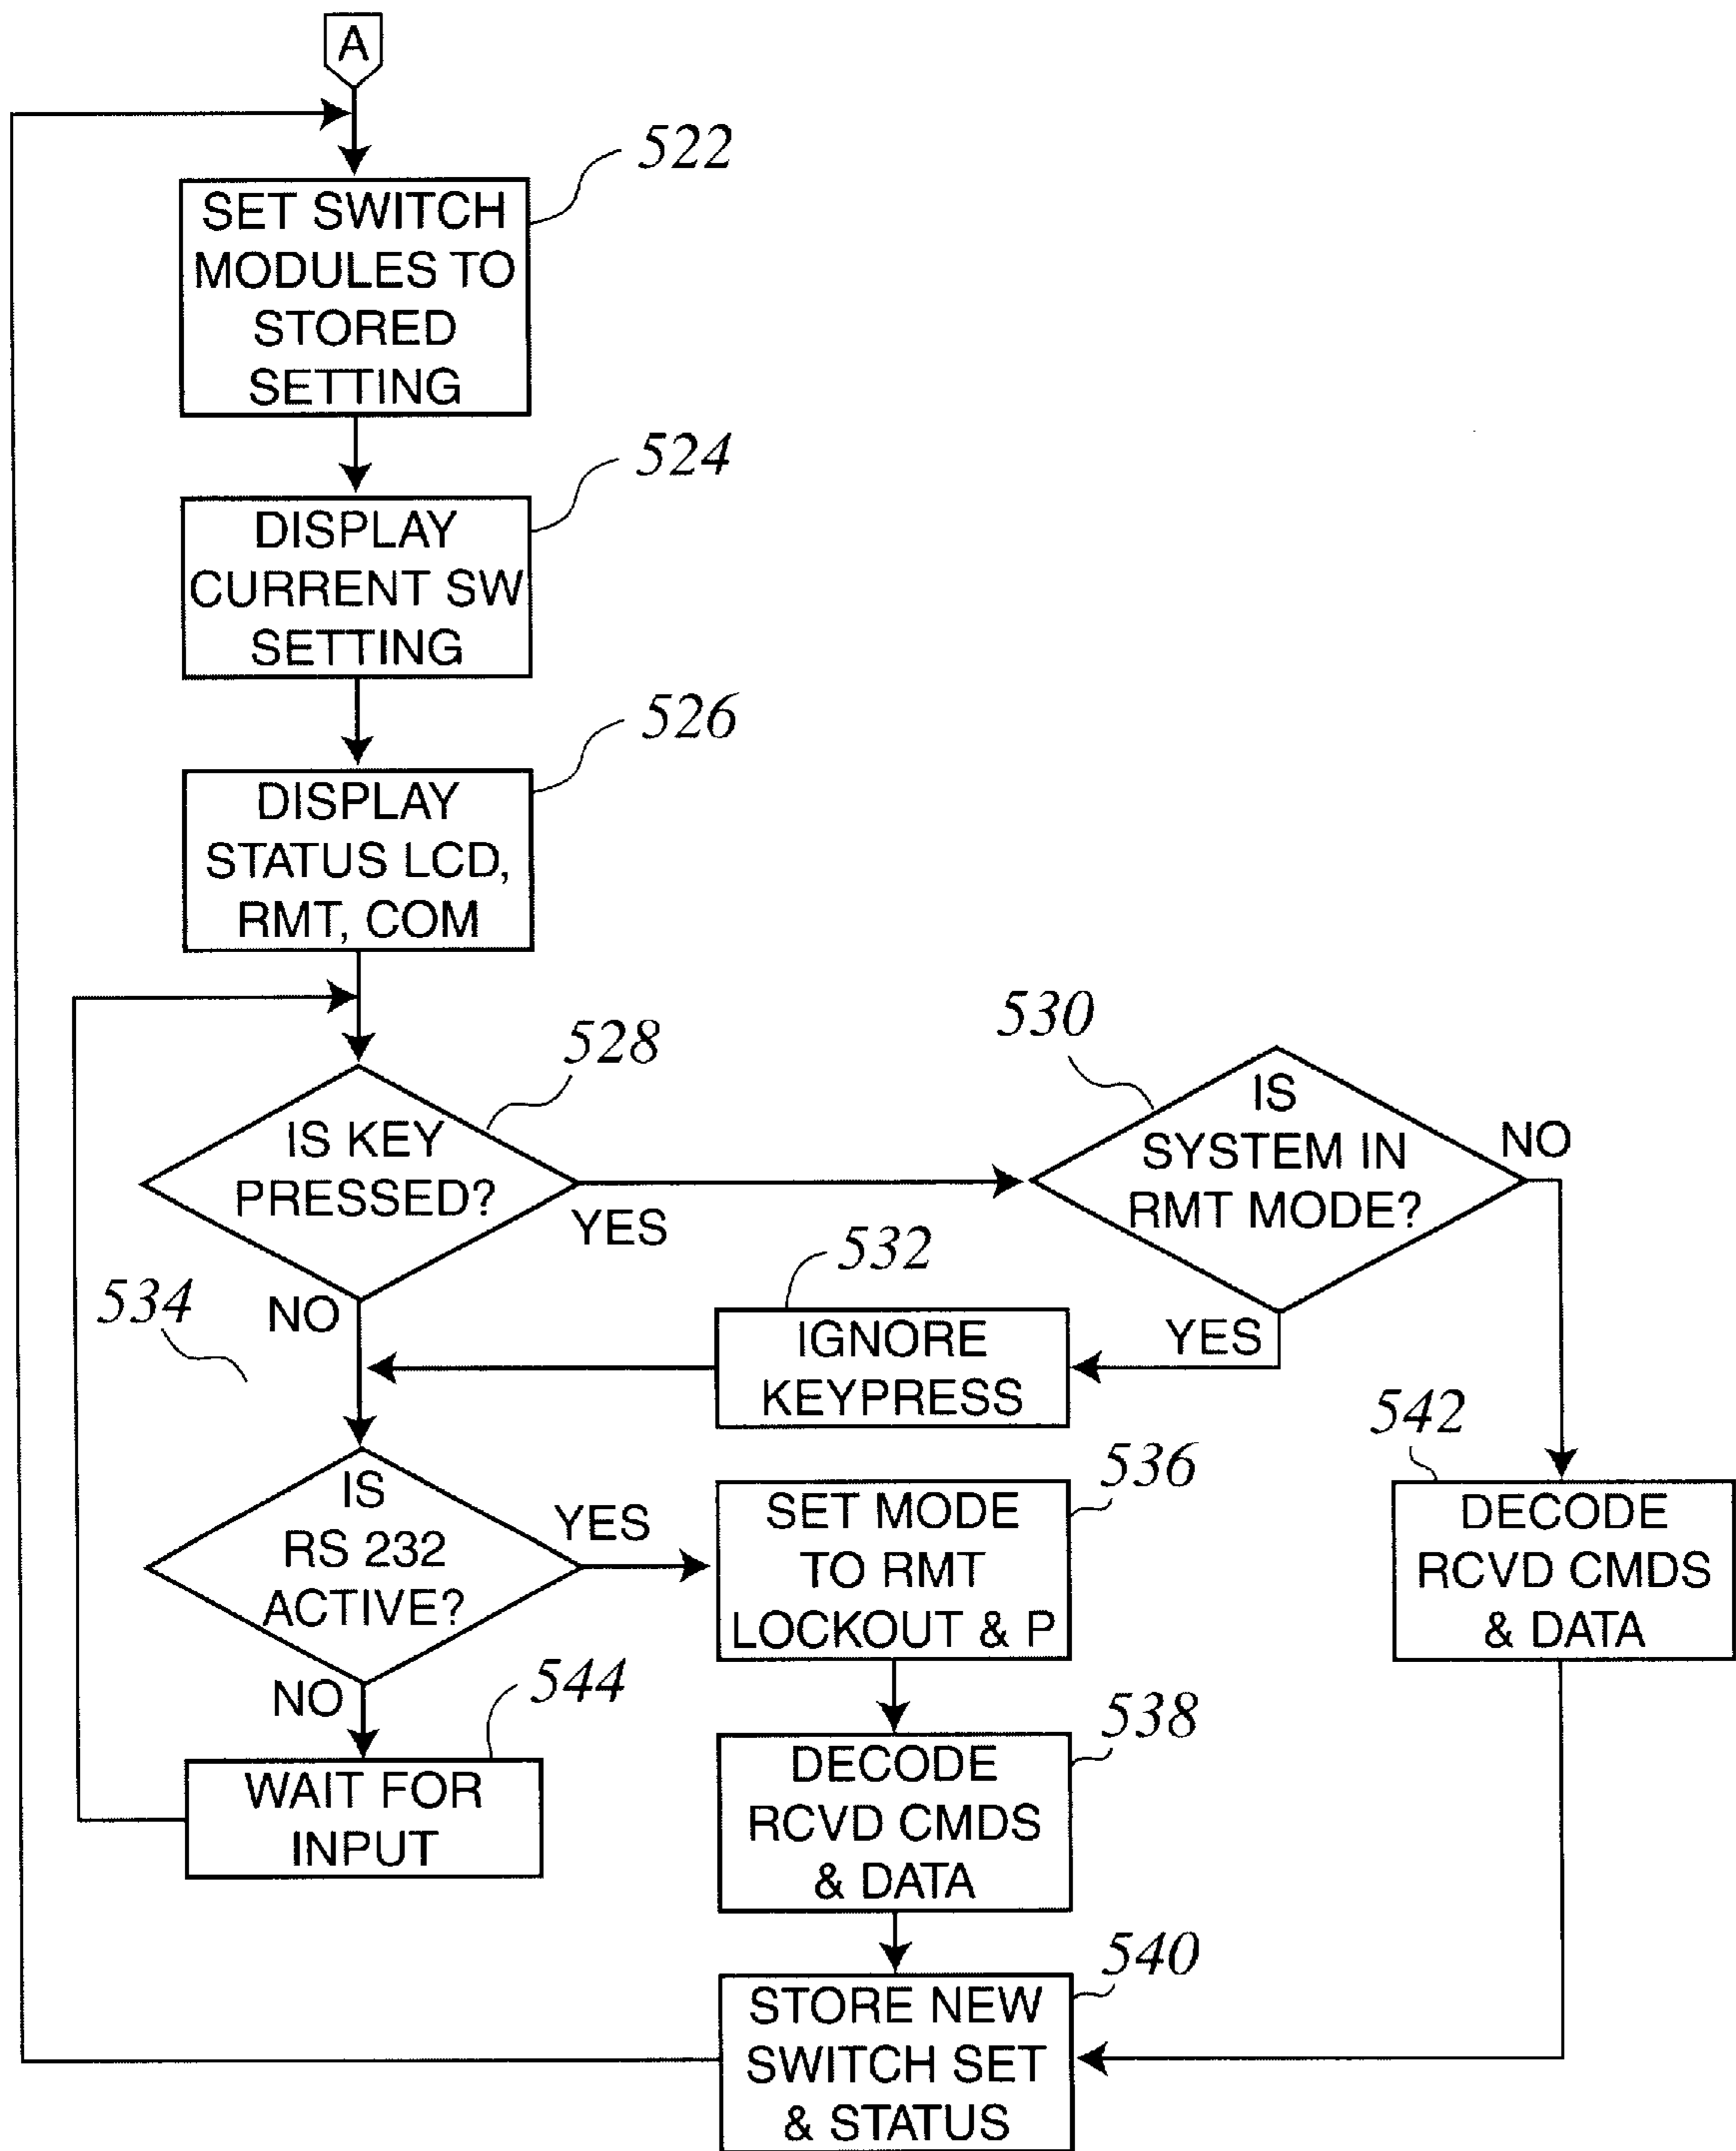 A
522
SET SWITCH
MODULES TO
STORED
SETTING
524
DISPLAY
CURRENT SW
SETTING
526
DISPLAY
STATUS LCD,
RMT, COM
528
IS KEY
PRESSED?
YES
NO
530
IS
SYSTEM IN
RMT MODE?
NO
YES
532
IGNORE
KEYPRESS
534
IS
RS 232
ACTIVE?
YES
NO
536
SET MODE
TO RMT
LOCKOUT & P
542
DECODE
RCVD CMDS
& DATA
544
WAIT FOR
INPUT
538
DECODE
RCVD CMDS
& DATA
540
STORE NEW
SWITCH SET
& STATUS